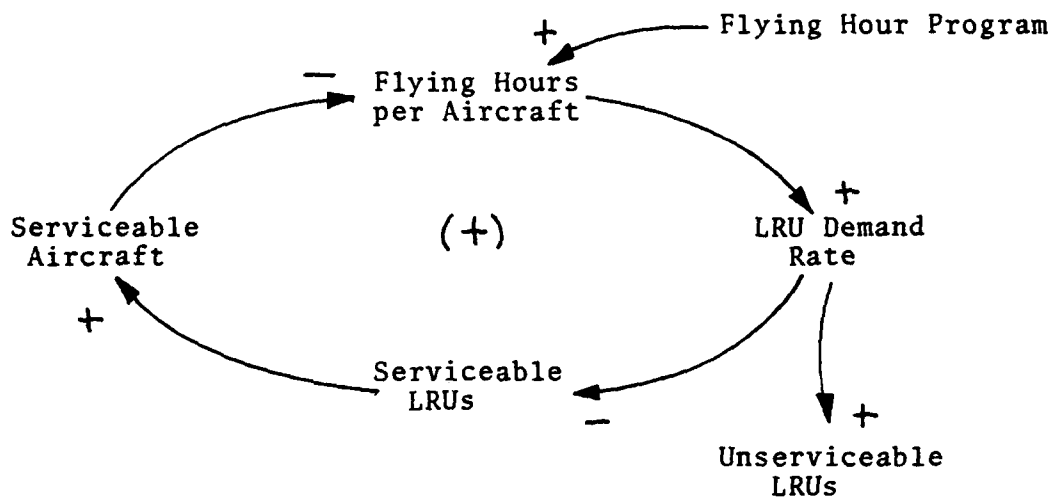 +
Flying Hour Program
−
Flying Hours
per Aircraft
+
Serviceable
Aircraft
(+)
LRU Demand
Rate
+
Serviceable
LRUs
−
+
Unserviceable
LRUs